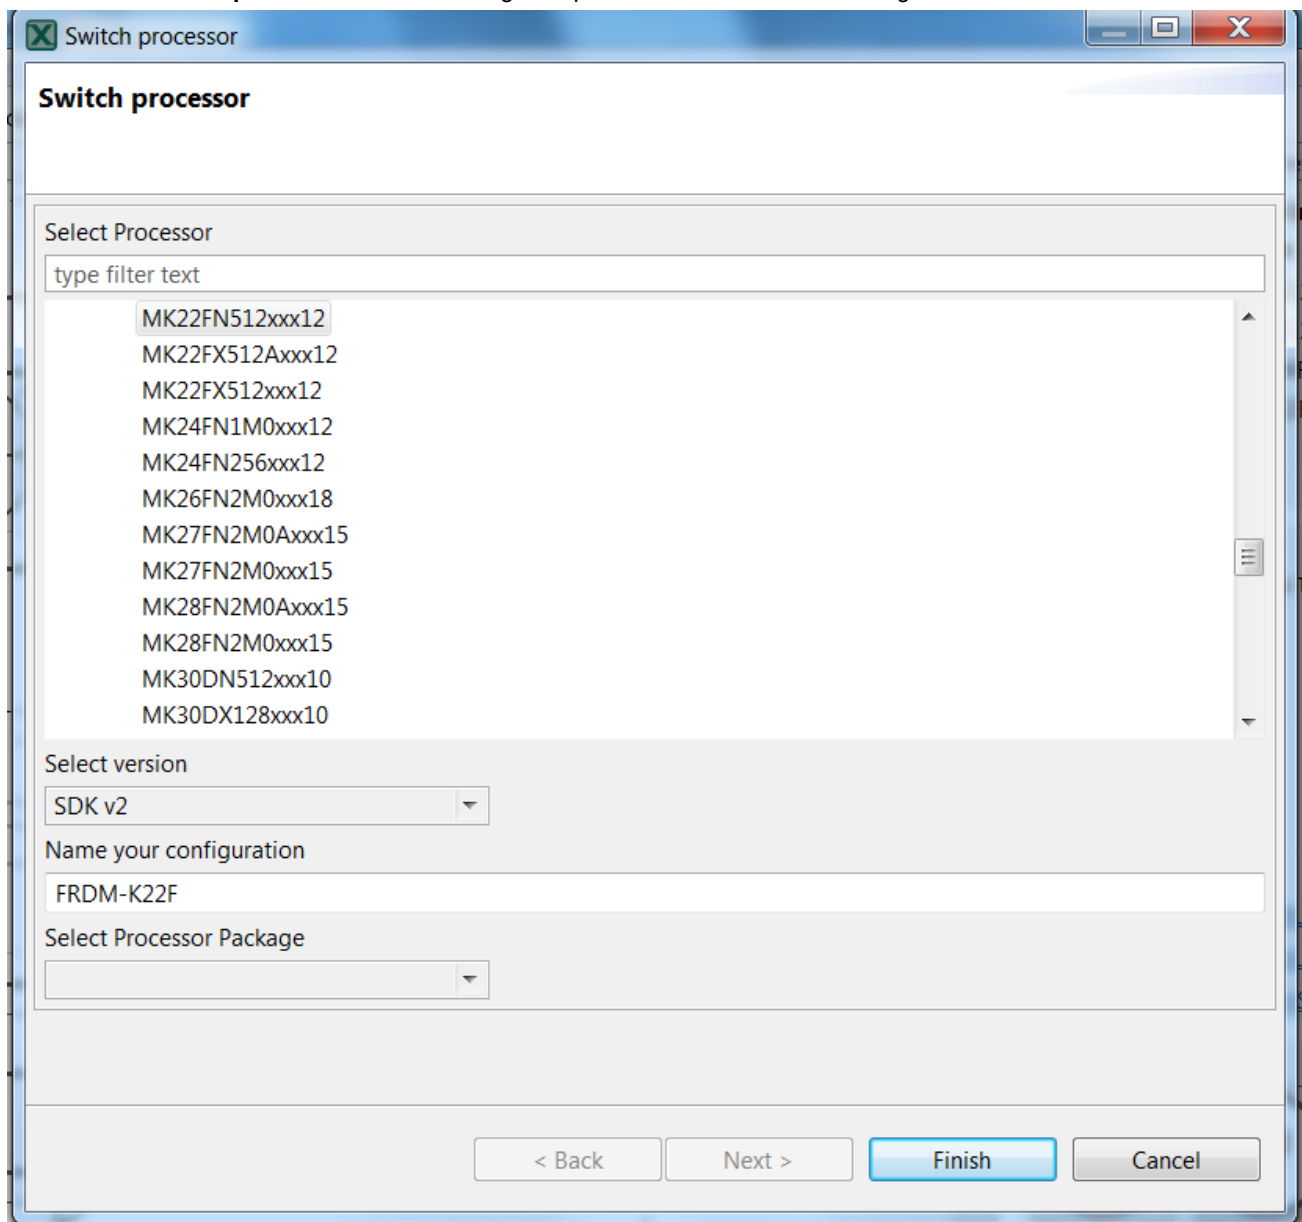 Switch processor
Switch processor
Select Processor
type filter text
MK22FN512xxx12
MK22FX512Axxx12
MK22FX512xxx12
MK24FN1M0xxx12
MK24FN256xxx12
MK26FN2M0xxx18
MK27FN2M0Axxx15
MK27FN2M0xxx15
MK28FN2M0Axxx15
MK28FN2M0xxx15
MK30DN512xxx10
MK30DX128xxx10
Select version
SDK v2
Name your configuration
FRDM-K22F
Select Processor Package
< Back Next > Finish Cancel